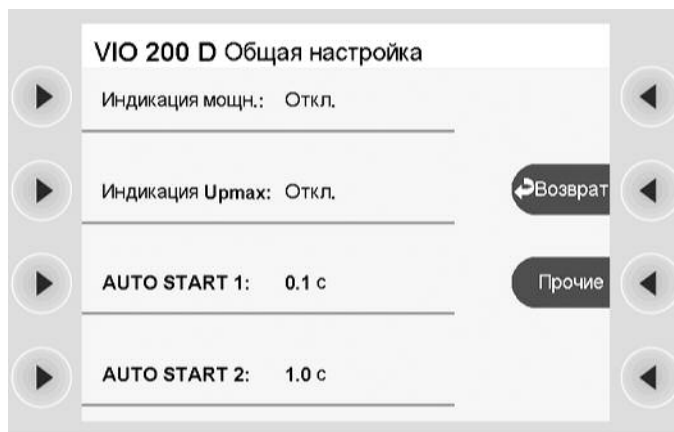 VIO 200 D Общая настройка
Индикация мощн.: Откл.
Индикация Upmax: Откл.
Возврат
AUTO START 1: 0.1 с
Прочие
AUTO START 2: 1.0 с